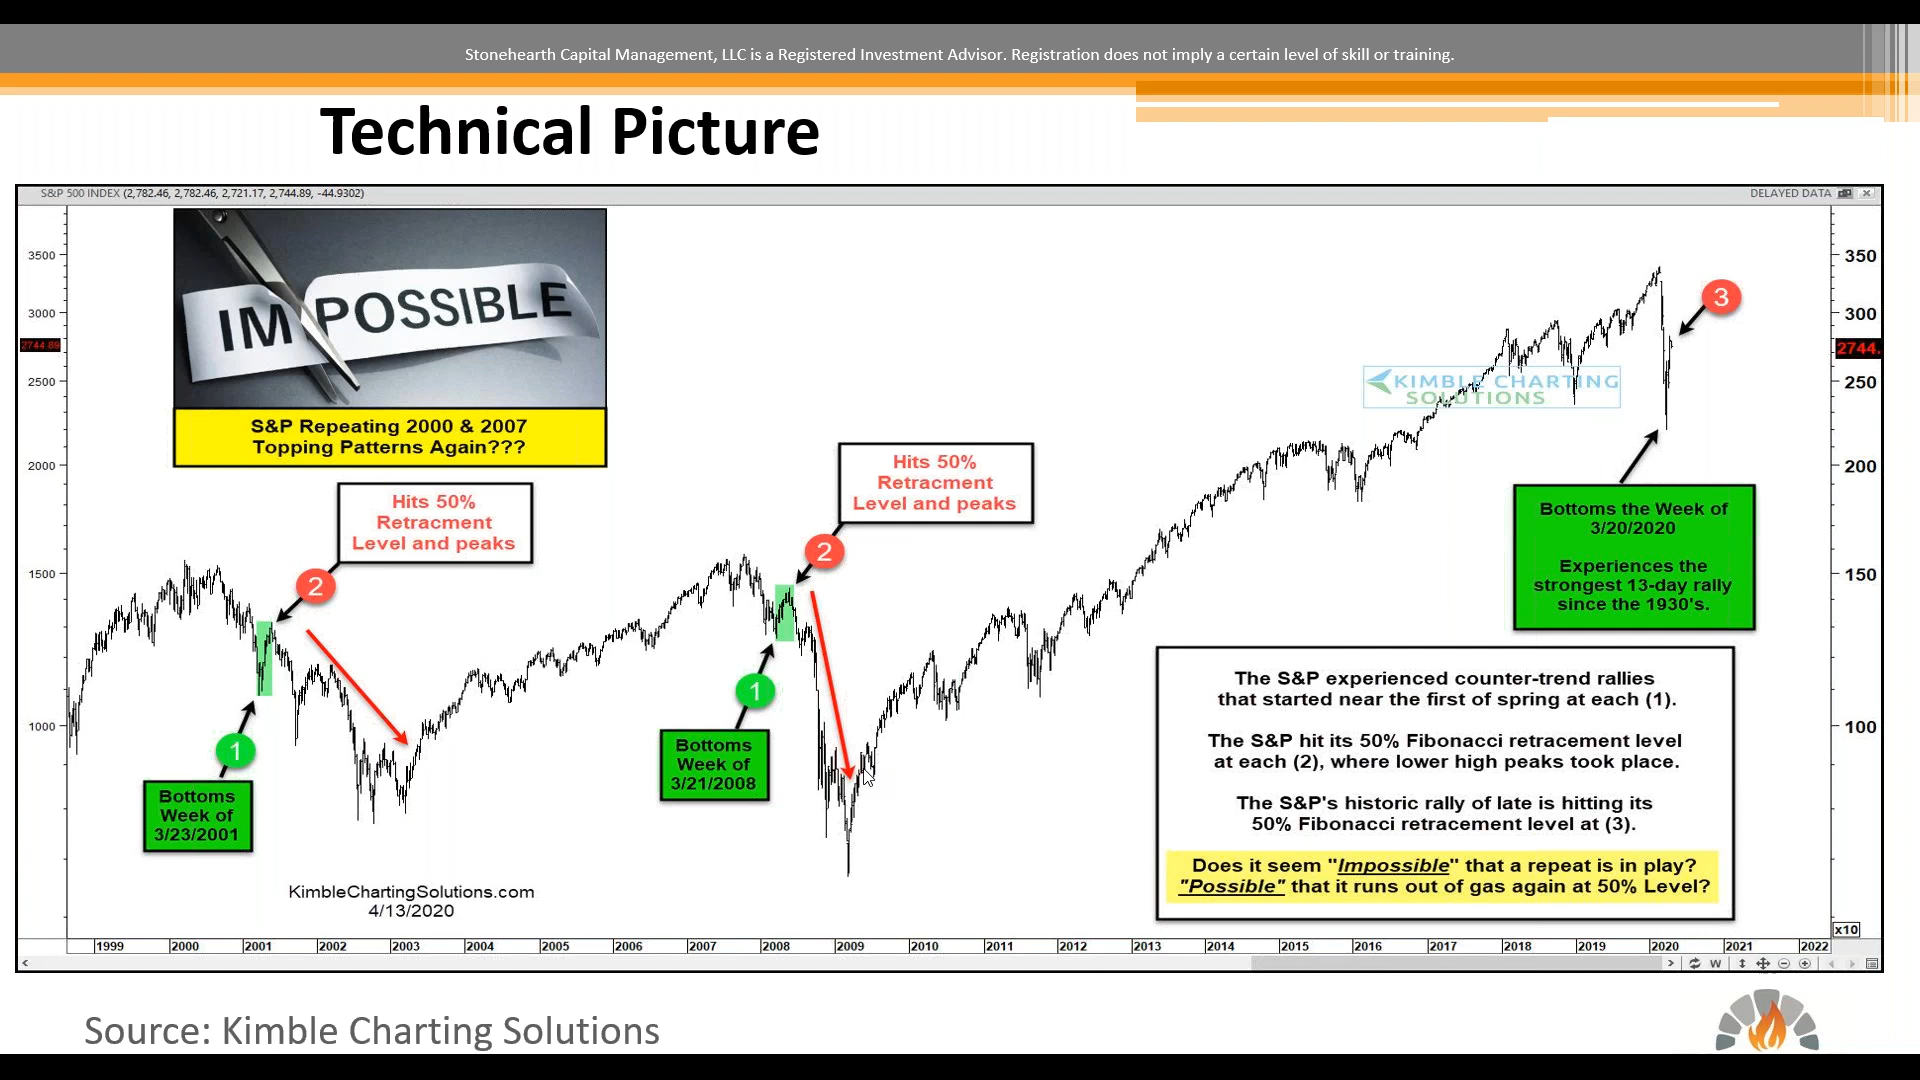 Stonehearth Capital Management, LLC is a Registered Investment Advisor. Registration does not imply a certain level of skill or training.
Technical Picture
S&P 500 INDEX (2,782.46, 2,782.46, 2,721.17, 2,744.89, -44.9302)
DELAYED DATA
IMPOSSIBLE
S&P Repeating 2000 & 2007
Topping Patterns Again???
3500
3000
2744.89
2500
2000
1500
1000
350
300
2744.
250
200
150
100
x10
Hits 50%
Retracment
Level and peaks
2
1
Bottoms
Week of
3/23/2001
Hits 50%
Retracment
Level and peaks
2
1
Bottoms
Week of
3/21/2008
3
KIMBLE CHARTING
SOLUTIONS
Bottoms the Week of
3/20/2020
Experiences the
strongest 13-day rally
since the 1930's.
The S&P experienced counter-trend rallies
that started near the first of spring at each (1).
The S&P hit its 50% Fibonacci retracement level
at each (2), where lower high peaks took place.
The S&P's historic rally of late is hitting its
50% Fibonacci retracement level at (3).
Does it seem "Impossible" that a repeat is in play?
"Possible" that it runs out of gas again at 50% Level?
KimbleChartingSolutions.com
4/13/2020
1999 2000 2001 2002 2003 2004 2005 2006 2007 2008 2009 2010 2011 2012 2013 2014 2015 2016 2017 2018 2019 2020 2021 2022
W
Source: Kimble Charting Solutions